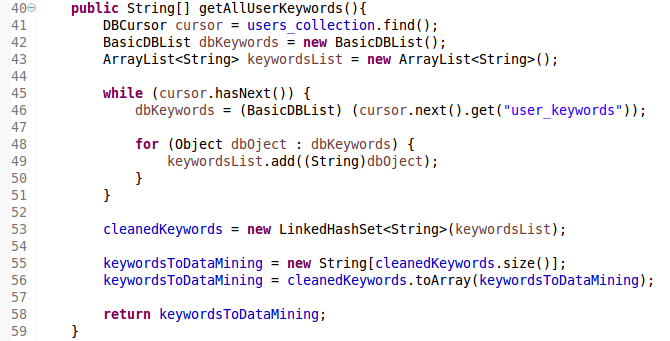 40 public String[] getAllUserKeywords(){
41 DBCursor cursor = users_collection.find();
42 BasicDBList dbKeywords = new BasicDBList();
43 ArrayList<String> keywordsList = new ArrayList<String>();
44
45 while (cursor.hasNext()) {
46 dbKeywords = (BasicDBList) (cursor.next().get("user_keywords"));
47
48 for (Object dbOject : dbKeywords) {
49 keywordsList.add((String)dbOject);
50 }
51 }
52
53 cleanedKeywords = new LinkedHashSet<String>(keywordsList);
54
55 keywordsToDataMining = new String[cleanedKeywords.size()];
56 keywordsToDataMining = cleanedKeywords.toArray(keywordsToDataMining);
57
58 return keywordsToDataMining;
59 }